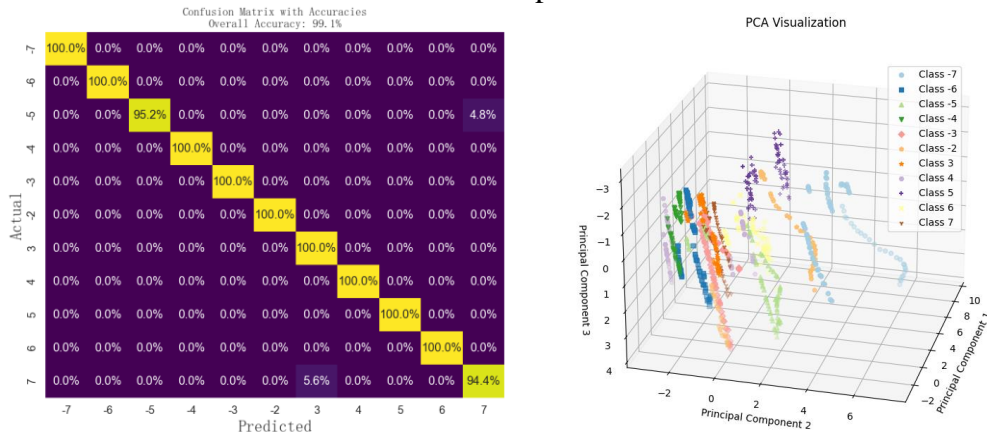 Confusion Matrix with Accuracies
Overall Accuracy: 99.1%
Actual
-7 100.0% 0.0% 0.0% 0.0% 0.0% 0.0% 0.0% 0.0% 0.0% 0.0% 0.0%
-6 0.0% 100.0% 0.0% 0.0% 0.0% 0.0% 0.0% 0.0% 0.0% 0.0% 0.0%
-5 0.0% 0.0% 95.2% 0.0% 0.0% 0.0% 0.0% 0.0% 0.0% 0.0% 4.8%
-4 0.0% 0.0% 0.0% 100.0% 0.0% 0.0% 0.0% 0.0% 0.0% 0.0% 0.0%
-3 0.0% 0.0% 0.0% 0.0% 100.0% 0.0% 0.0% 0.0% 0.0% 0.0% 0.0%
-2 0.0% 0.0% 0.0% 0.0% 0.0% 100.0% 0.0% 0.0% 0.0% 0.0% 0.0%
3 0.0% 0.0% 0.0% 0.0% 0.0% 0.0% 100.0% 0.0% 0.0% 0.0% 0.0%
4 0.0% 0.0% 0.0% 0.0% 0.0% 0.0% 0.0% 100.0% 0.0% 0.0% 0.0%
5 0.0% 0.0% 0.0% 0.0% 0.0% 0.0% 0.0% 0.0% 100.0% 0.0% 0.0%
6 0.0% 0.0% 0.0% 0.0% 0.0% 0.0% 0.0% 0.0% 0.0% 100.0% 0.0%
7 0.0% 0.0% 0.0% 0.0% 0.0% 0.0% 5.6% 0.0% 0.0% 0.0% 94.4%
-7 -6 -5 -4 -3 -2 3 4 5 6 7
Predicted
PCA Visualization
Class -7
Class -6
Class -5
Class -4
Class -3
Class -2
Class 3
Class 4
Class 5
Class 6
Class 7
Principal Component 3
−3
−2
−1
0
1
2
3
4
−2 0 2 4 6
Principal Component 2
10
8
6
4
2
0
−2
Principal Component 1